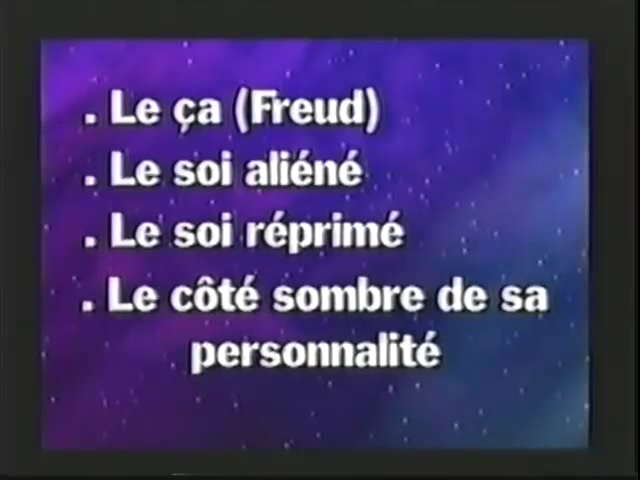 . Le ça (Freud)
. Le soi aliéné
. Le soi réprimé
. Le côté sombre de sa
personnalité